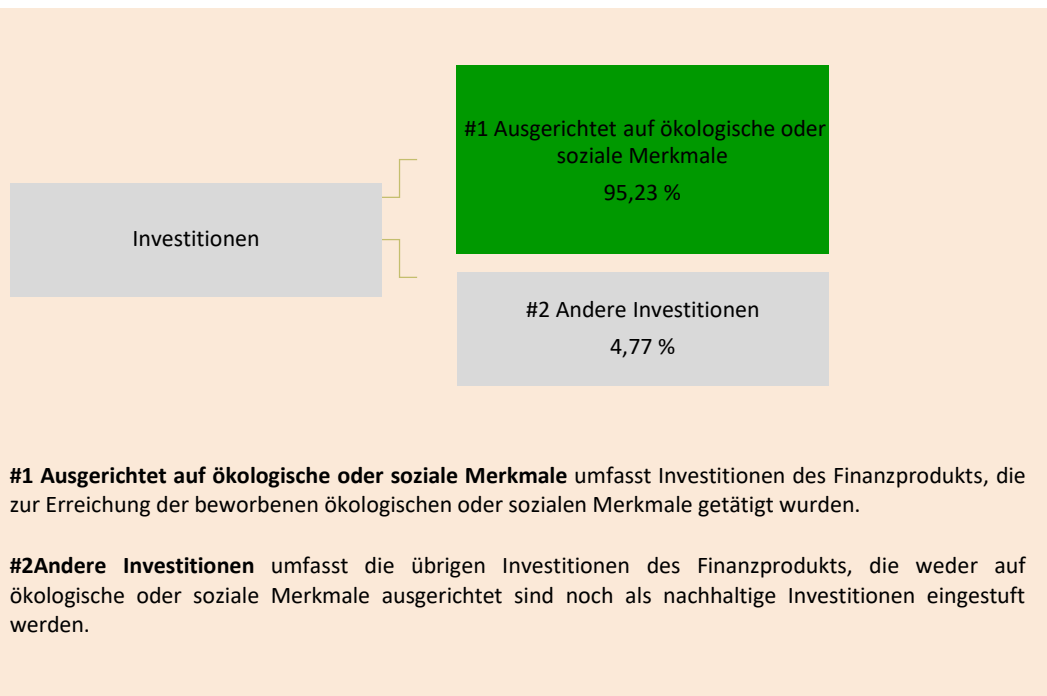 #1 Ausgerichtet auf ökologische oder
soziale Merkmale
95,23 %
Investitionen
#2 Andere Investitionen
4,77 %
#1 Ausgerichtet auf ökologische oder soziale Merkmale umfasst Investitionen des Finanzprodukts, die
zur Erreichung der beworbenen ökologischen oder sozialen Merkmale getätigt wurden.
#2Andere Investitionen umfasst die übrigen Investitionen des Finanzprodukts, die weder auf
ökologische oder soziale Merkmale ausgerichtet sind noch als nachhaltige Investitionen eingestuft
werden.